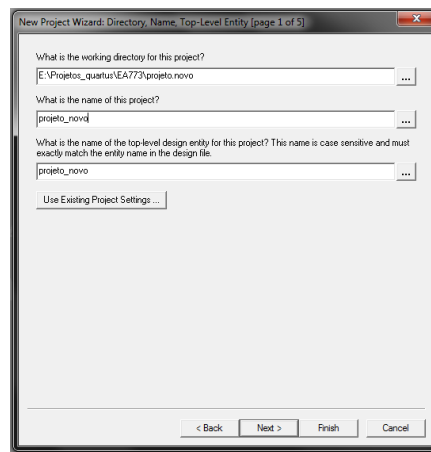 New Project Wizard: Directory, Name, Top-Level Entity [page 1 of 5]
What is the working directory for this project?
E:\Projetos_quartus\EA773\projeto.novo
...
What is the name of this project?
projeto_novo
...
What is the name of the top-level design entity for this project? This name is case sensitive and must
exactly match the entity name in the design file.
projeto_novo
...
Use Existing Project Settings ...
< Back
Next >
Finish
Cancel